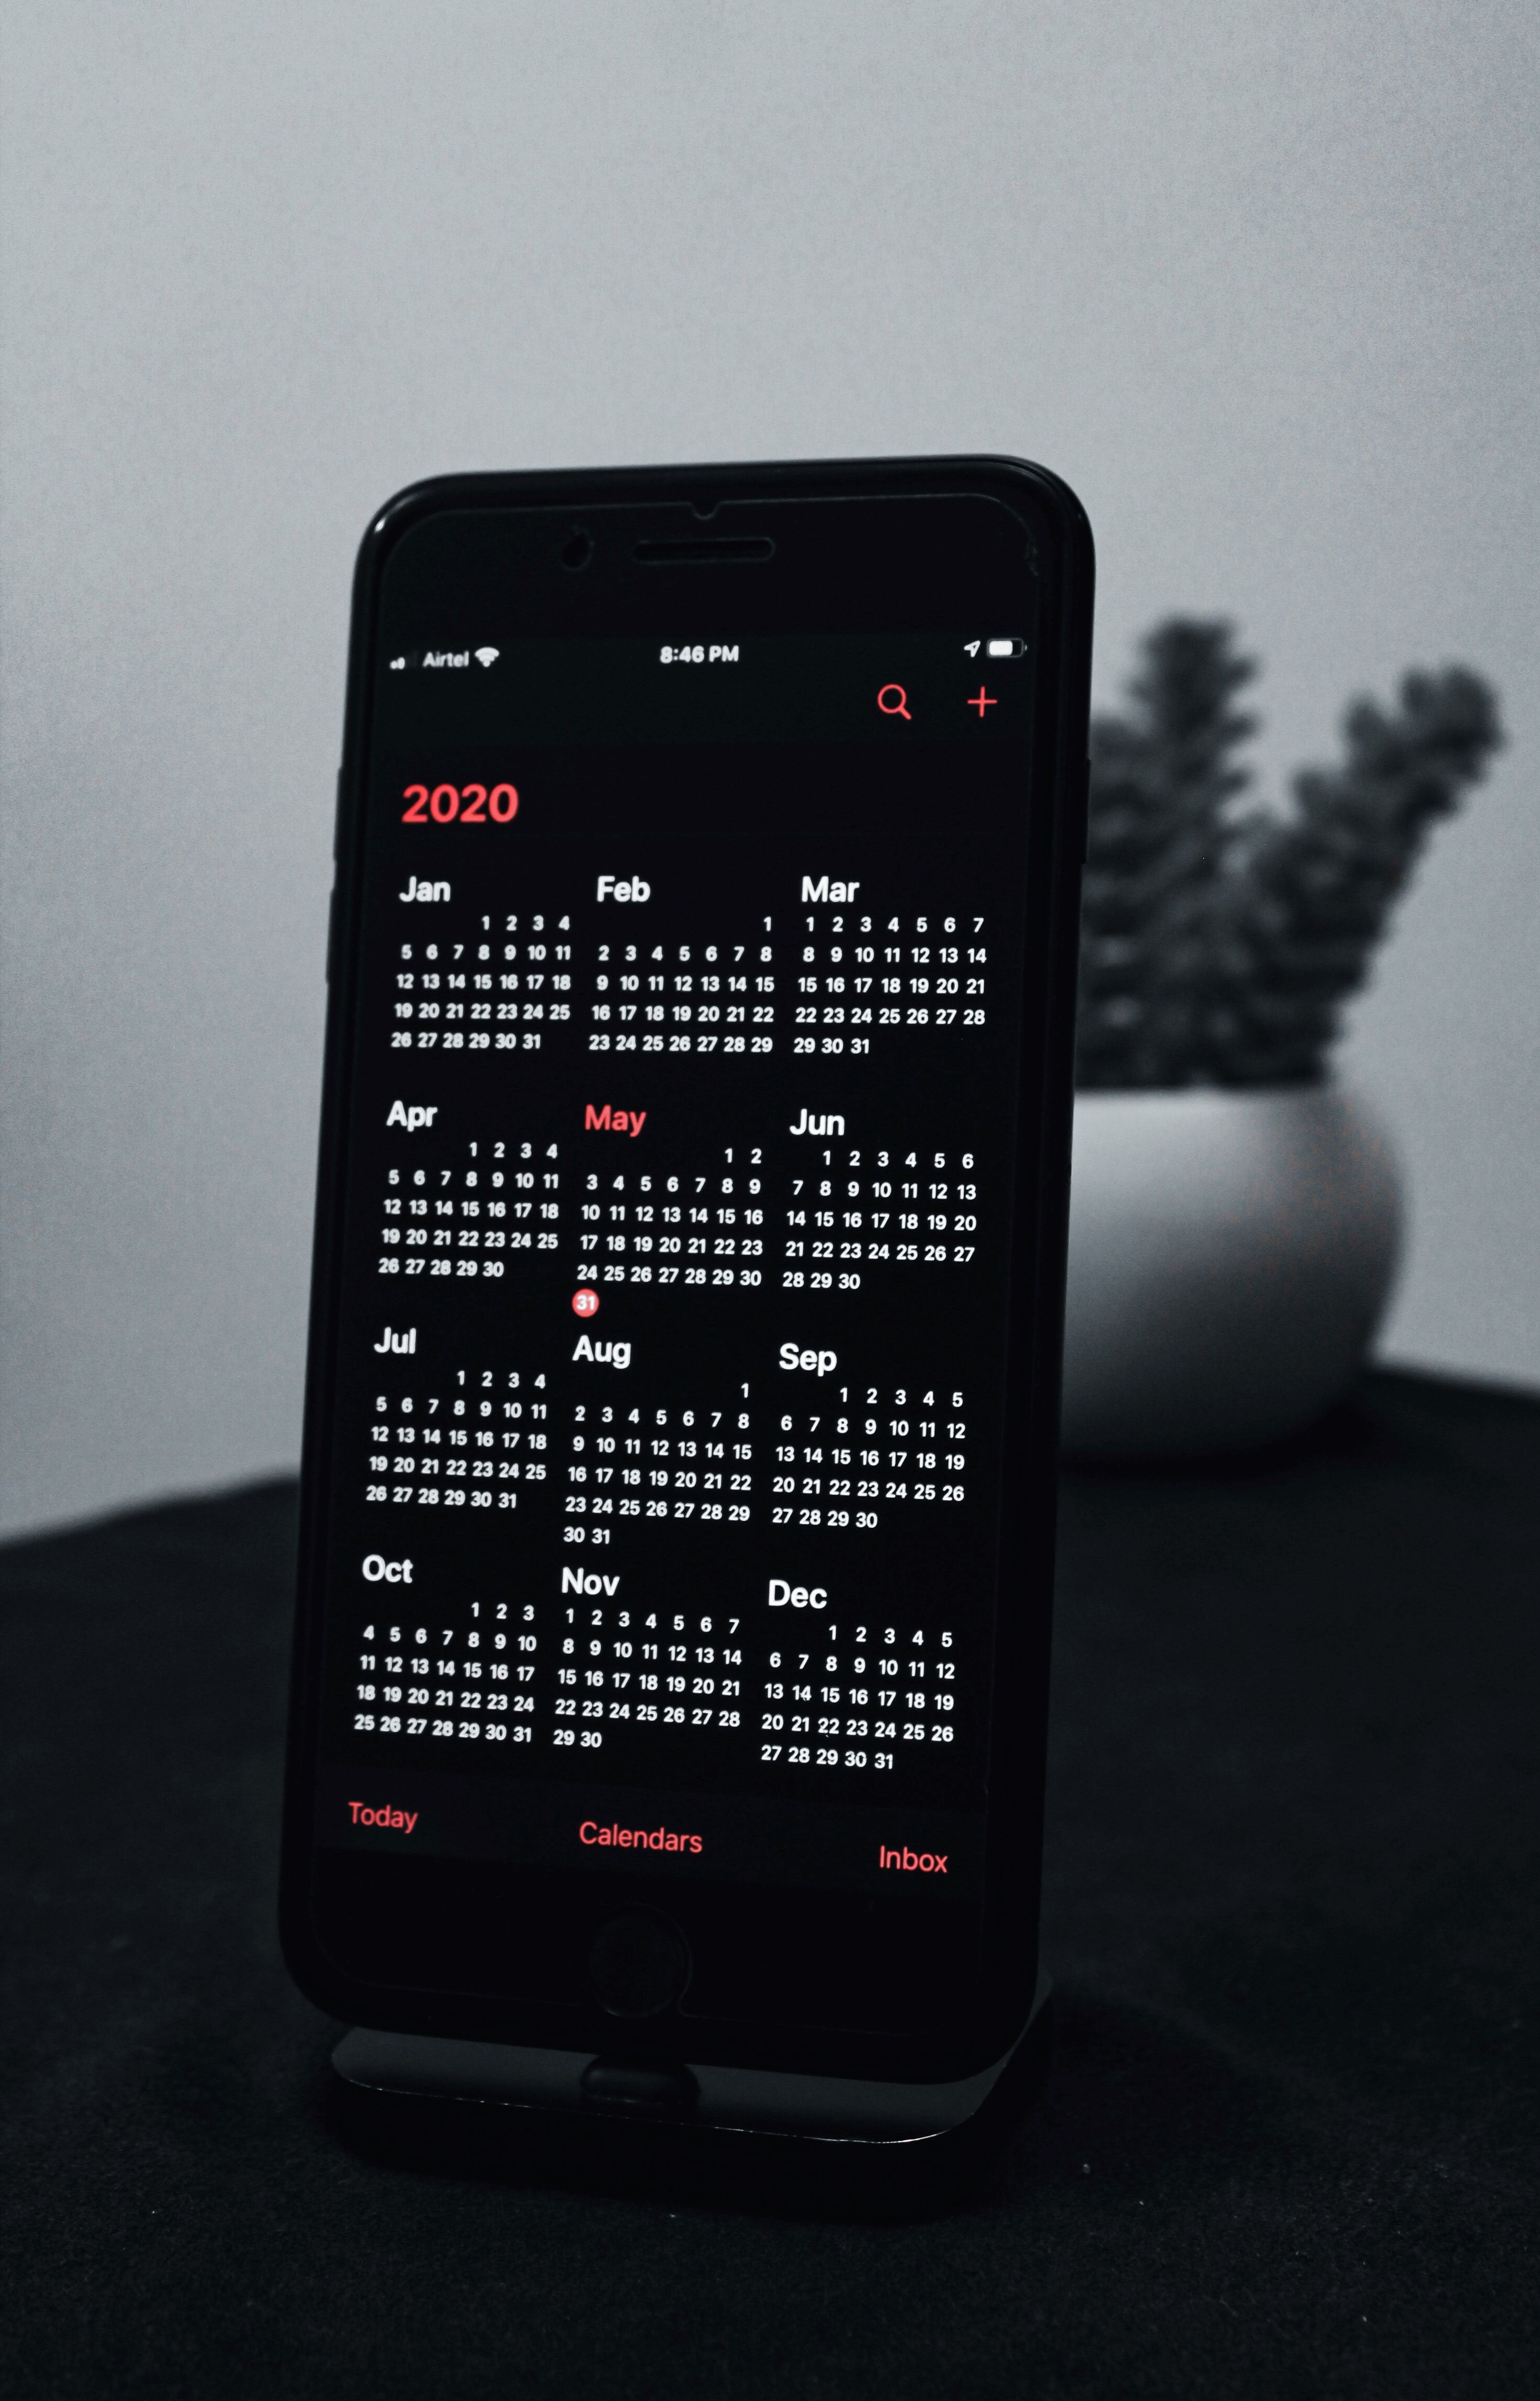 Airtel 8:46 PM
2020
Jan Feb Mar
1 2 3 4 1 1 2 3 4 5 6 7
5 6 7 8 9 10 11 2 3 4 5 6 7 8 8 9 10 11 12 13 14
12 13 14 15 16 17 18 9 10 11 12 13 14 15 15 16 17 18 19 20 21
19 20 21 22 23 24 25 16 17 18 19 20 21 22 22 23 24 25 26 27 28
26 27 28 29 30 31 23 24 25 26 27 28 29 29 30 31
Apr May Jun
1 2 3 4 1 2 1 2 3 4 5 6
5 6 7 8 9 10 11 3 4 5 6 7 8 9 7 8 9 10 11 12 13
12 13 14 15 16 17 18 10 11 12 13 14 15 16 14 15 16 17 18 19 20
19 20 21 22 23 24 25 17 18 19 20 21 22 23 21 22 23 24 25 26 27
26 27 28 29 30 24 25 26 27 28 29 30 28 29 30
31
Jul Aug Sep
1 2 3 4 1 1 2 3 4 5
5 6 7 8 9 10 11 2 3 4 5 6 7 8 6 7 8 9 10 11 12
12 13 14 15 16 17 18 9 10 11 12 13 14 15 13 14 15 16 17 18 19
19 20 21 22 23 24 25 16 17 18 19 20 21 22 20 21 22 23 24 25 26
26 27 28 29 30 31 23 24 25 26 27 28 29 27 28 29 30
30 31
Oct Nov Dec
1 2 3 1 2 3 4 5 6 7 1 2 3 4 5
4 5 6 7 8 9 10 8 9 10 11 12 13 14 6 7 8 9 10 11 12
11 12 13 14 15 16 17 15 16 17 18 19 20 21 13 14 15 16 17 18 19
18 19 20 21 22 23 24 22 23 24 25 26 27 28 20 21 22 23 24 25 26
25 26 27 28 29 30 31 29 30 27 28 29 30 31
Today Calendars Inbox